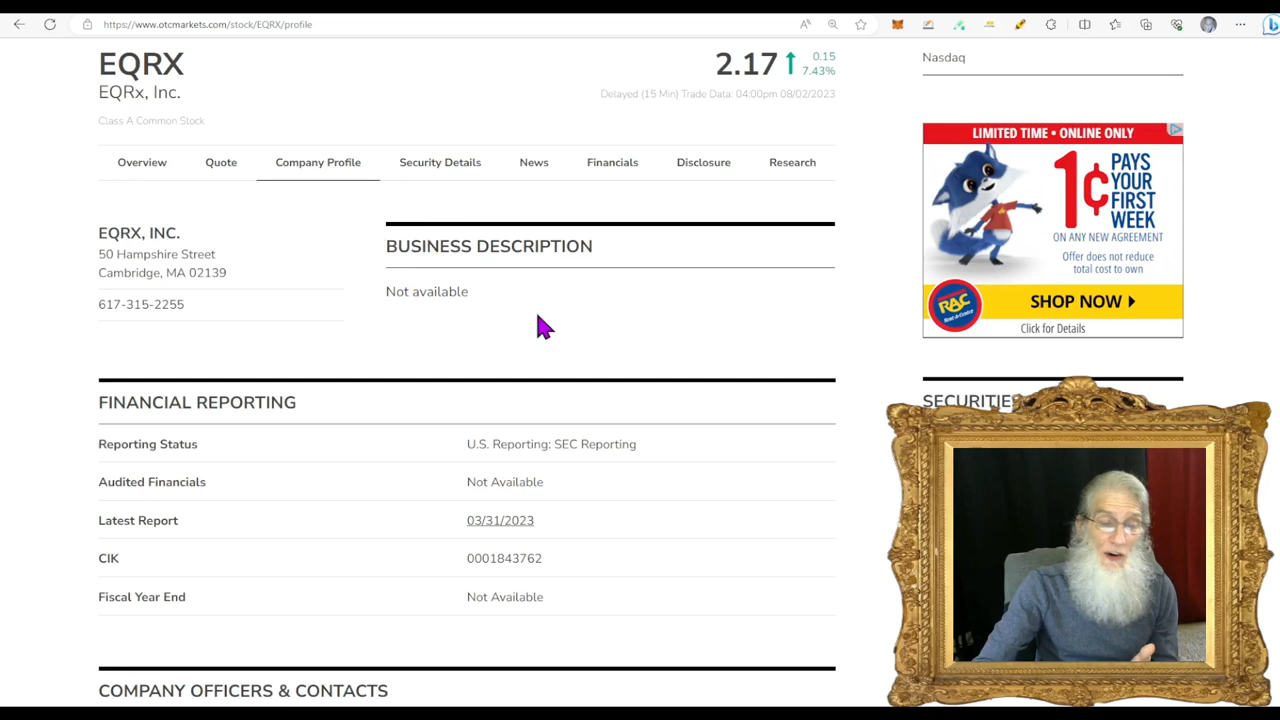 https://www.otcmarkets.com/stock/EQRX/profile
EQRX
EQRx, Inc.
Class A Common Stock
2.17
0.15
7.43%
Delayed (15 Min) Trade Data: 04:00pm 08/02/2023
Overview Quote Company Profile Security Details News Financials Disclosure Research
EQRX, INC.
50 Hampshire Street
Cambridge, MA 02139
617-315-2255
BUSINESS DESCRIPTION
Not available
FINANCIAL REPORTING
Reporting Status U.S. Reporting: SEC Reporting
Audited Financials Not Available
Latest Report 03/31/2023
CIK 0001843762
Fiscal Year End Not Available
COMPANY OFFICERS & CONTACTS
Nasdaq
LIMITED TIME • ONLINE ONLY
1¢ PAYS
YOUR
FIRST
WEEK
ON ANY NEW AGREEMENT
Offer does not reduce
total cost to own
RAC
SHOP NOW
Click for Details
SECURITIES